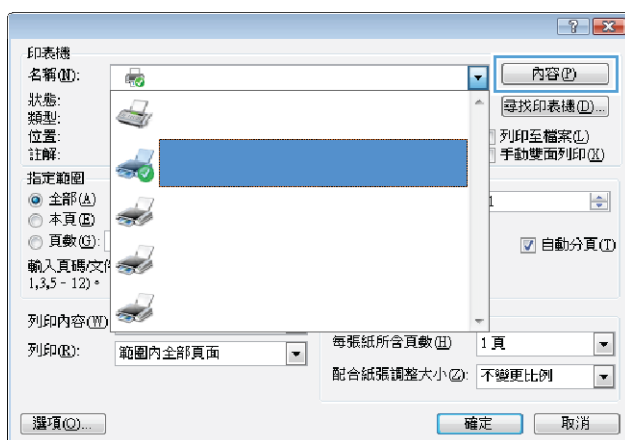 印表機
名稱(N):
內容(P)
狀態:
尋找印表機(D)...
類型:
位置:
列印至檔案(L)
註解:
手動雙面列印(X)
指定範圍
全部(A)
1
本頁(E)
頁數(G):
自動分頁(T)
輸入頁碼/文件
1,3,5 - 12)。
列印內容(W)
列印(R):
範圍內全部頁面
每張紙所含頁數(H)
1 頁
配合紙張調整大小(Z):
不變更比例
選項(O)...
確定
取消